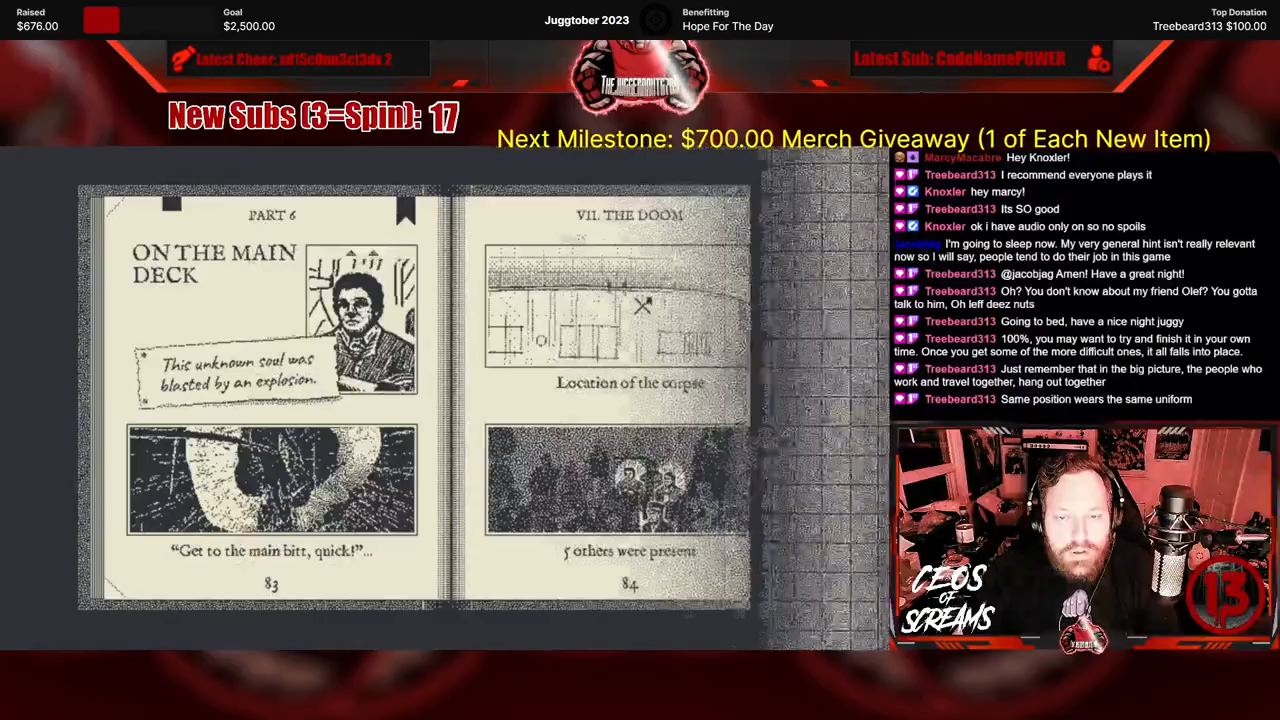 Raised
$676.00
Goal
$2,500.00
Juggtober 2023
Benefitting
Hope For The Day
Top Donation
Treebeard313 $100.00
Latest Cheer:
Latest Sub: CodeNamePOWER
New Subs (3=Spin): 17
Next Milestone: $700.00 Merch Giveaway (1 of Each New Item)
PART 6
ON THE MAIN
DECK
This unknown soul was
blasted by an explosion.
"Get to the main bitt, quick!"...
83
VII. THE DOOM
Location of the corpse
5 others were present
84
MarcyMacabre Hey Knoxler!
Treebeard313 I recommend everyone plays it
Knoxler hey marcy!
Treebeard313 Its SO good
Knoxler ok i have audio only on so no spoils
I'm going to sleep now. My very general hint isn't really relevant
now so I will say, people tend to do their job in this game
Treebeard313 @jacobjag Amen! Have a great night!
Treebeard313 Oh? You don't know about my friend Olef? You gotta
talk to him, Oh leff deez nuts
Treebeard313 Going to bed, have a nice night juggy
Treebeard313 100%, you may want to try and finish it in your own
time. Once you get some of the more difficult ones, it all falls into place.
Treebeard313 Just remember that in the big picture, the people who
work and travel together, hang out together
Treebeard313 Same position wears the same uniform
CEOS
OF
SCREAMS
13